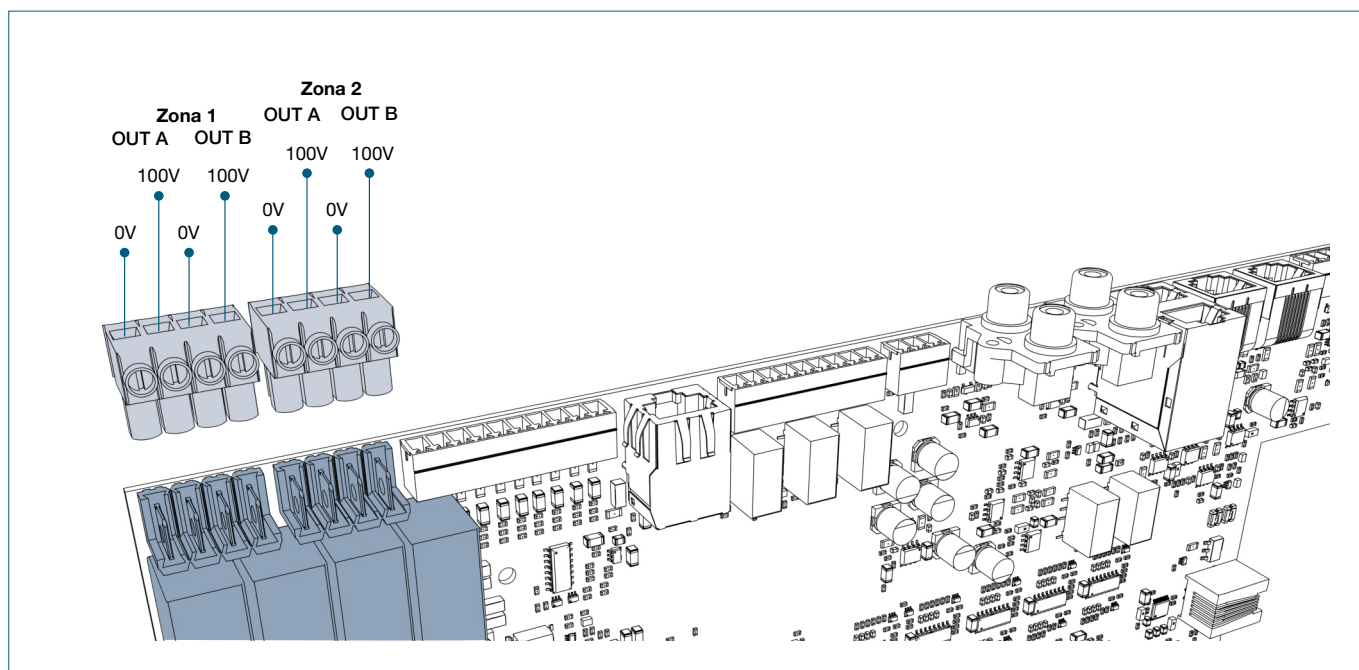 Zona 1
OUT A OUT B
100V 100V
0V 0V
Zona 2
OUT A OUT B
100V 100V
0V 0V